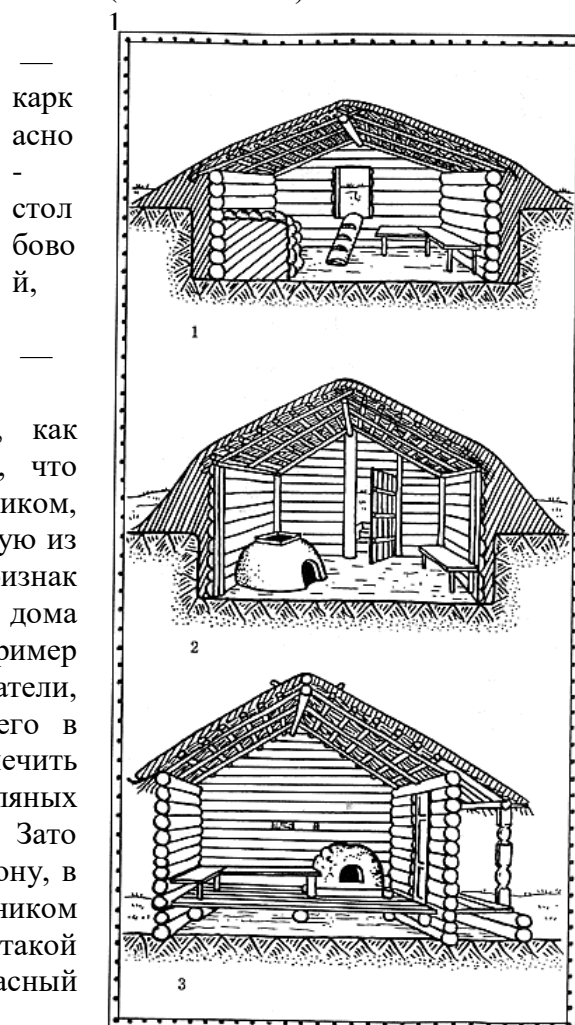 1
—
карк
асно
-
стол
бово
й,
—
, как
, что
иком,
ую из
изнак
дома
ример
атели,
его в
ечить
ляных
Зато
ону, в
ником
такой
асный
1
2
3